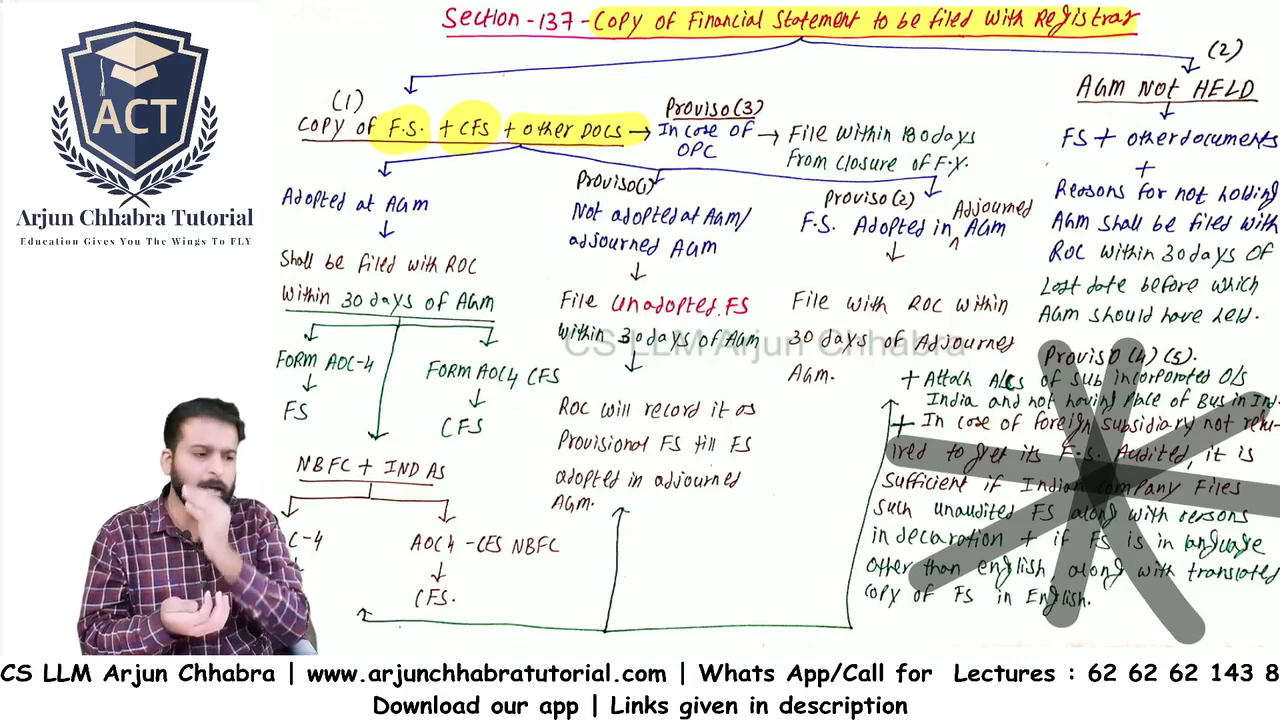 Section-137-Copy of Financial Statement to be filed With Registrar
ACT
Arjun Chhabra Tutorial
Education Gives You The Wings To FLY
(1)
Copy of F.S. + CFS + other Docs
Proviso(3)
In case of
OPC
File Within 180 days
From closure of F.Y.
Adopted at AGM
Shall be filed with ROC
Within 30 days of AGM
FORM AOC-4
FS
FORM AOC4 CFS
CFS
NBFC + IND AS
C-4
AOC4 -CFS NBFC
CFS.
Proviso(1)
Not adopted at AGM/
adjourned AGM
File Unadopted FS
Within 30 days of AGM
ROC will record it as
Provisional FS till FS
adopted in adjourned
AGM.
Proviso(2)
Adjourned
F.S. Adopted in ^ AGM
File with ROC within
30 days of Adjourned
AGM.
(2)
AGM NOT HELD
FS + other documents
+
Reasons for not holding
AGM shall be filed with
ROC within 30 days of
Last date before which
AGM should have held.
Proviso (4) (5).
+ Attach A/cs of sub incorporated O/s
India and not having Place of Bus in Ind.
+ In case of foreign subsidiary not requ-
ired to get its F.S. Audited, it is
sufficient if Indian Company Files
such unaudited FS along with reasons
in decaration + if FS is in language
other than english, along with translated
copy of FS in English.
CS LLM Arjun Chhabra
CS LLM Arjun Chhabra | www.arjunchhabratutorial.com | Whats App/Call for Lectures : 62 62 62 143 8
Download our app | Links given in description